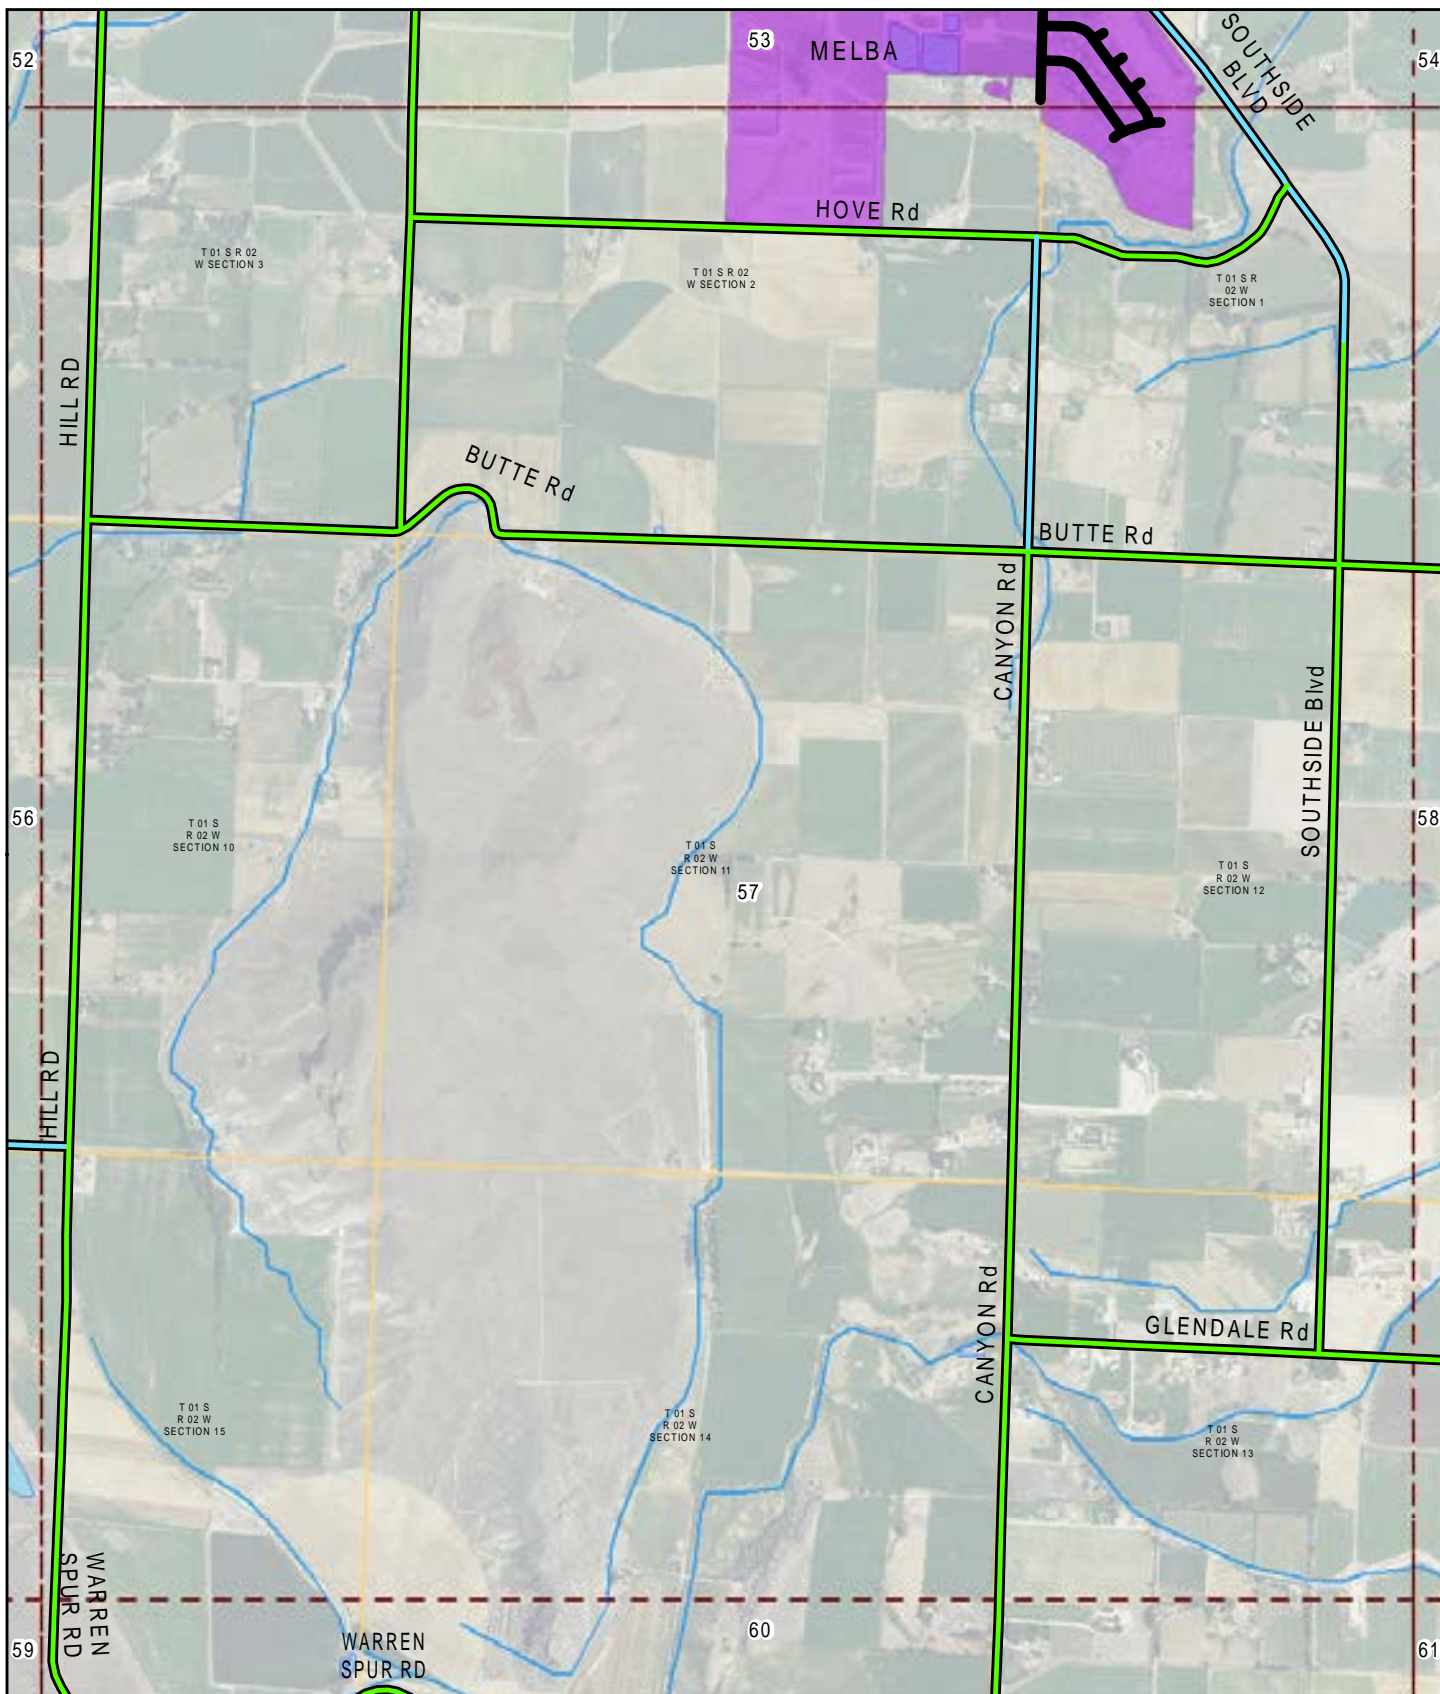 52
53
MELBA
SOUTHSIDE
BLVD
54
HOVE Rd
T 01 S R 02
W SECTION 3
T 01 S R 02
W SECTION 2
T 01 S R
02 W
SECTION 1
HILL RD
BUTTE Rd
BUTTE Rd
CANYON Rd
SOUTHSIDE Blvd
56
T 01 S
R 02 W
SECTION 10
T 01 S
R 02 W
SECTION 11
57
T 01 S
R 02 W
SECTION 12
58
HILL RD
CANYON Rd
GLENDALE Rd
T 01 S
R 02 W
SECTION 15
T 01 S
R 02 W
SECTION 14
T 01 S
R 02 W
SECTION 13
WARREN
SPUR RD
59
WARREN
SPUR RD
60
61